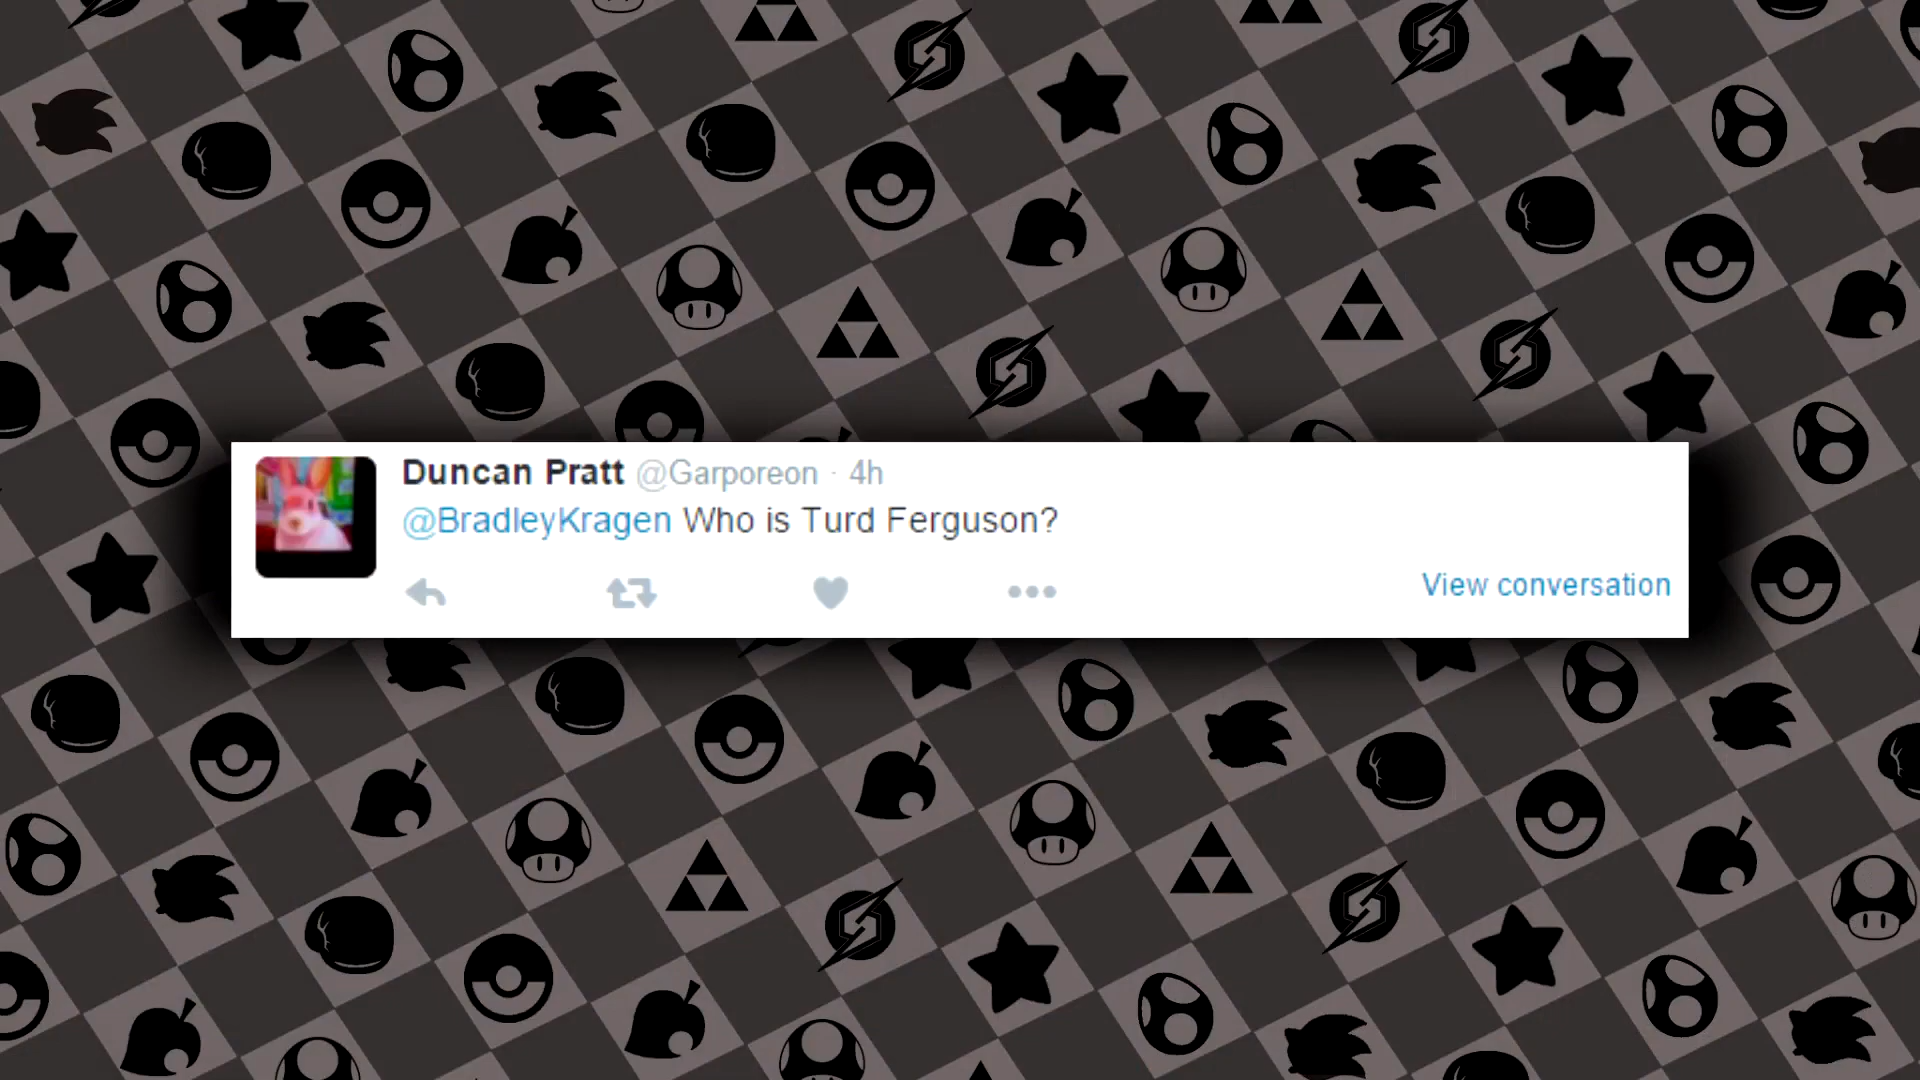 Duncan Pratt @Garporeon · 4h
@BradleyKragen Who is Turd Ferguson?
View conversation